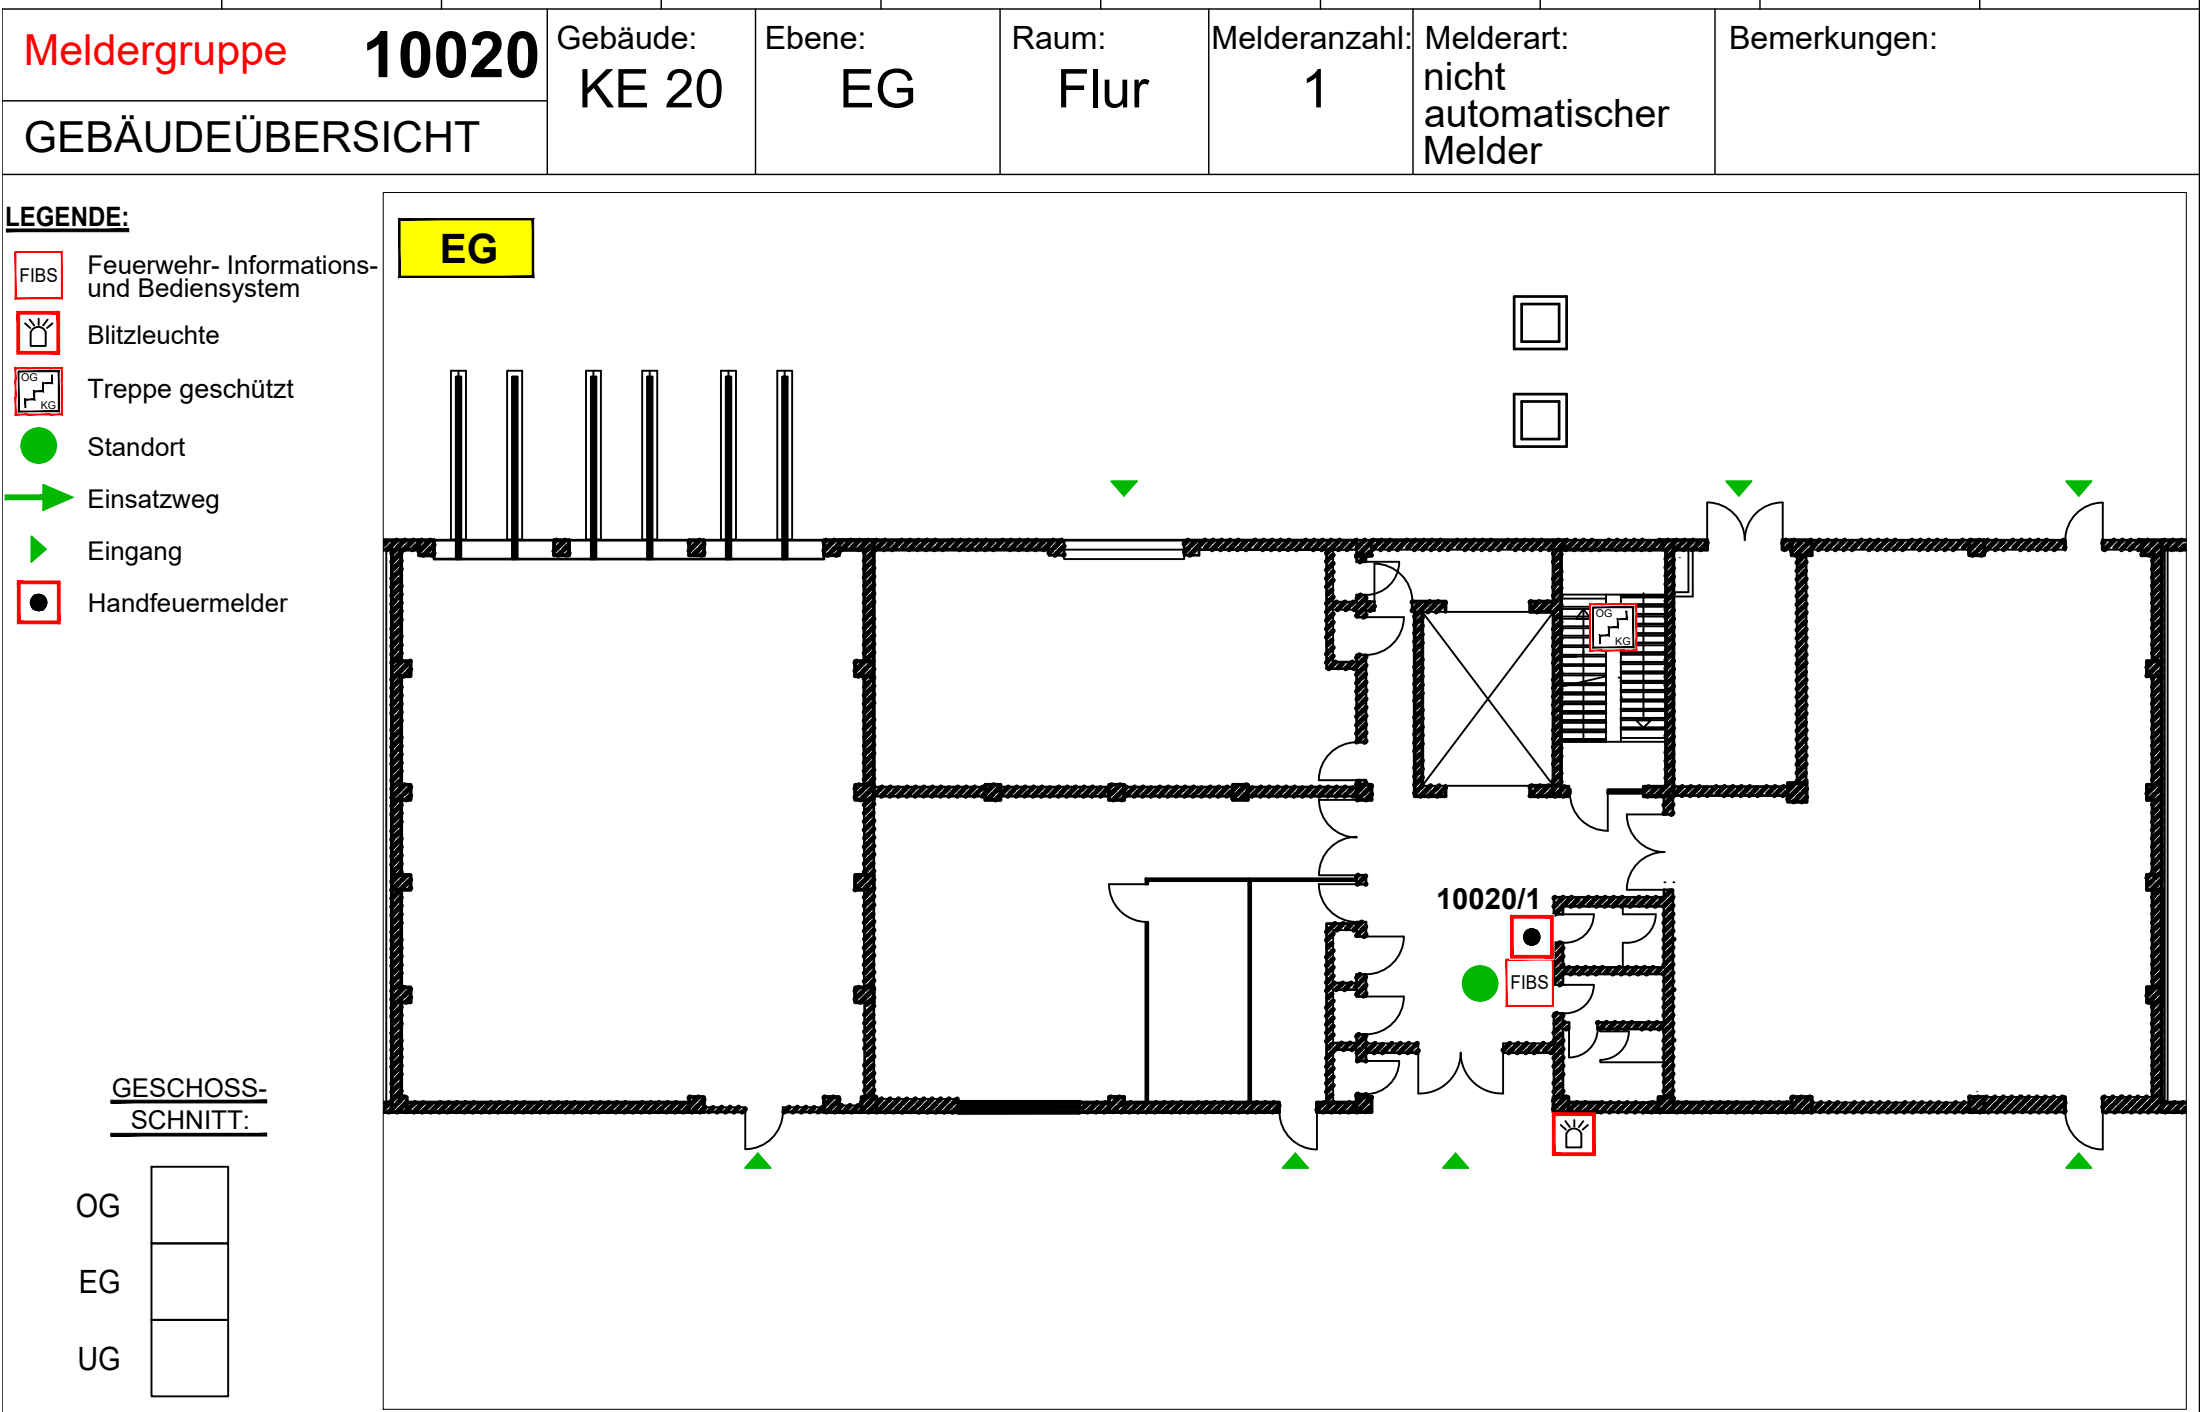 Meldergruppe 10020
GEBÄUDEÜBERSICHT
Gebäude:
KE 20
Ebene:
EG
Raum:
Flur
Melderanzahl:
1
Melderart:
nicht
automatischer
Melder
Bemerkungen:
LEGENDE:
FIBS
Feuerwehr- Informations-
und Bediensystem
Blitzleuchte
OG
KG
Treppe geschützt
Standort
Einsatzweg
Eingang
Handfeuermelder
EG
OG
KG
10020/1
FIBS
GESCHOSS-
SCHNITT:
OG
EG
UG